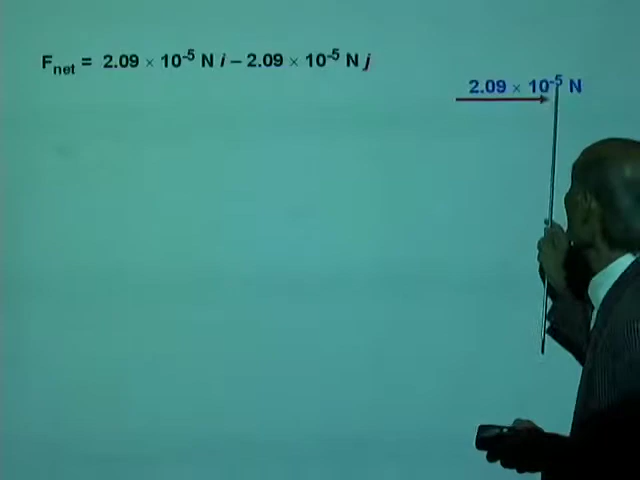 F_net = 2.09 × 10⁻⁵ N i – 2.09 × 10⁻⁵ N j
2.09 × 10⁻⁵ N